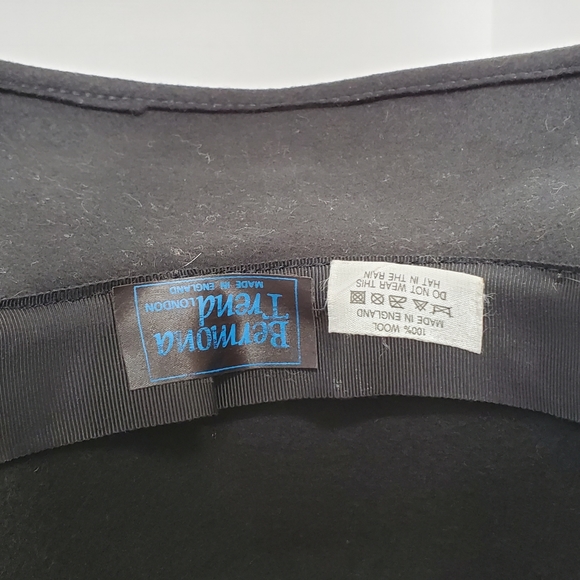 Bermona
Trend LONDON
MADE IN ENGLAND
100% WOOL
MADE IN ENGLAND
DO NOT WEAR THIS
HAT IN THE RAIN